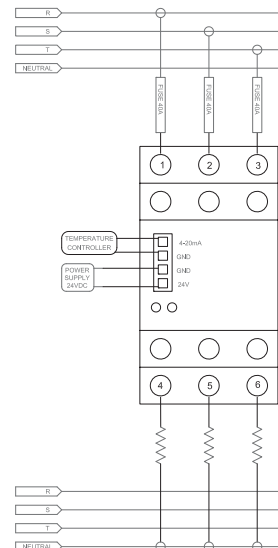 R
S
T
NEUTRAL
FUSE 40A
FUSE 40A
FUSE 40A
1
2
3
TEMPERATURE
CONTROLLER
4-20mA
GND
POWER
SUPPLY
24VDC
GND
24V
4
5
6
R
S
T
NEUTRAL